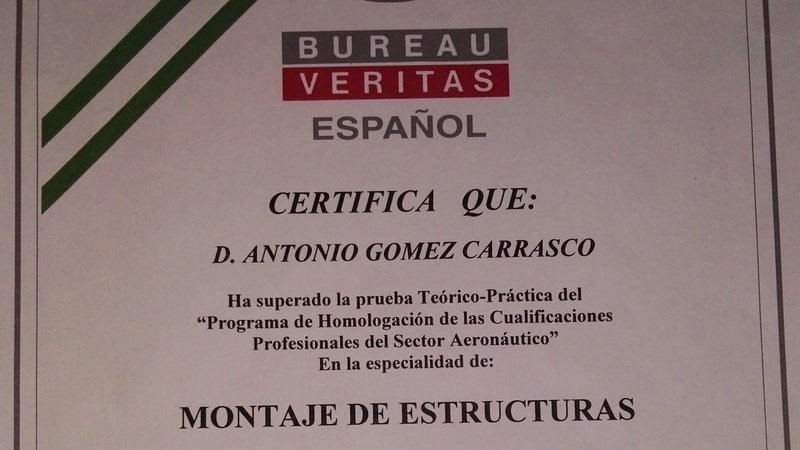 BUREAU
VERITAS
ESPAÑOL
CERTIFICA QUE:
D. ANTONIO GOMEZ CARRASCO
Ha superado la prueba Teórico-Práctica del
“Programa de Homologación de las Cualificaciones
Profesionales del Sector Aeronáutico”
En la especialidad de:
MONTAJE DE ESTRUCTURAS